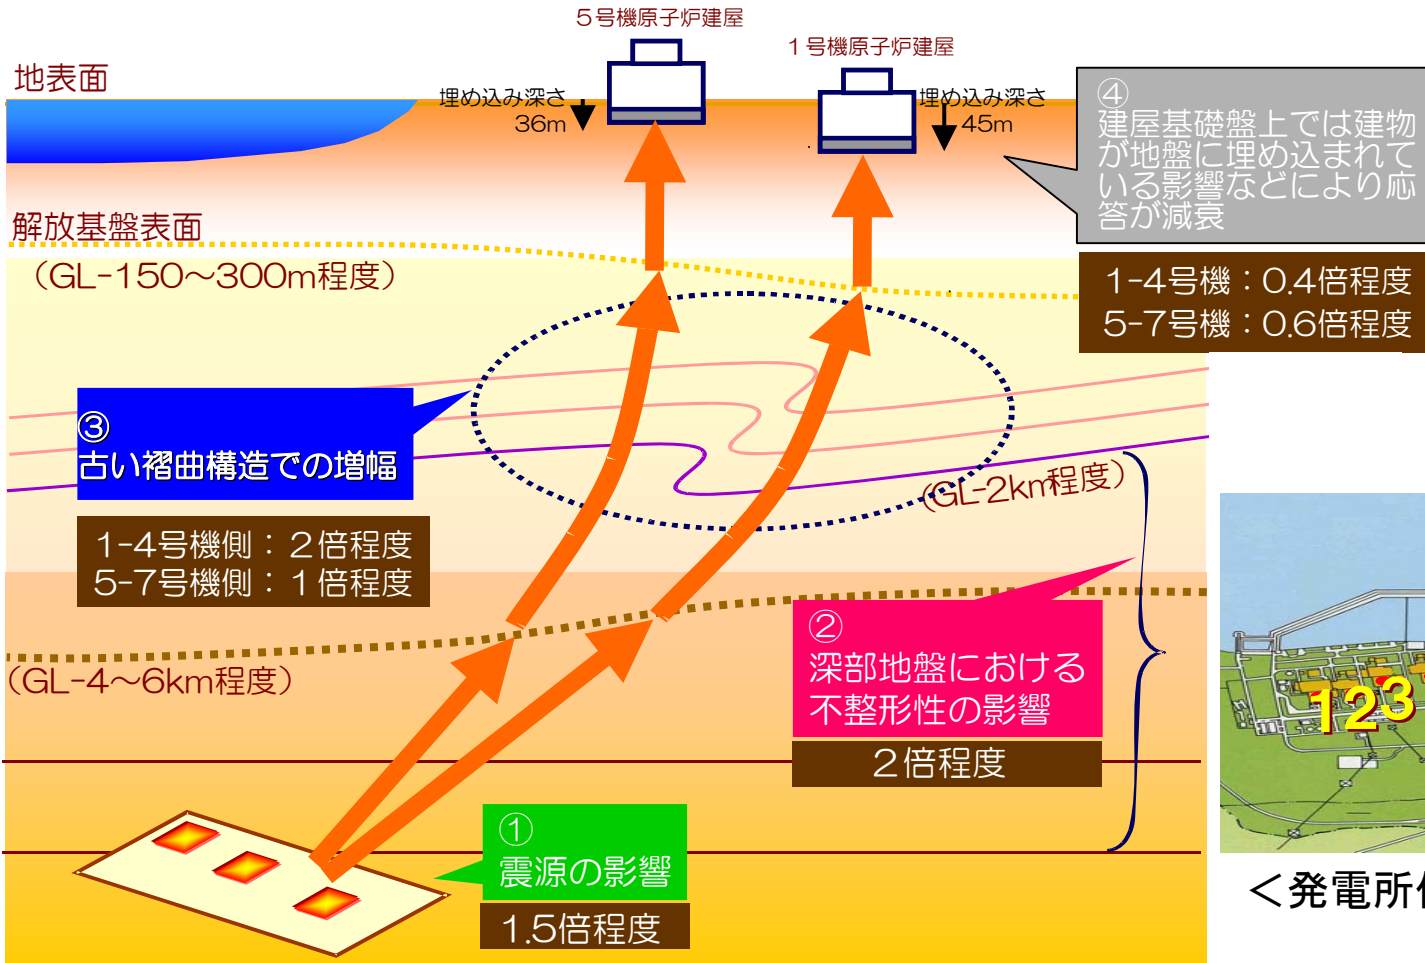 5号機原子炉建屋
1号機原子炉建屋
地表面
埋め込み深さ
36m
埋め込み深さ
45m
④
建屋基礎盤上では建物
が地盤に埋め込まれて
いる影響などにより応
答が減衰
解放基盤表面
（GL-150～300m程度）
1-4号機：0.4倍程度
5-7号機：0.6倍程度
③
古い褶曲構造での増幅
（GL-2km程度）
1-4号機側：2倍程度
5-7号機側：1倍程度
②
深部地盤における
不整形性の影響
（GL-4～6km程度）
2倍程度
123
①
震源の影響
1.5倍程度
＜発電所